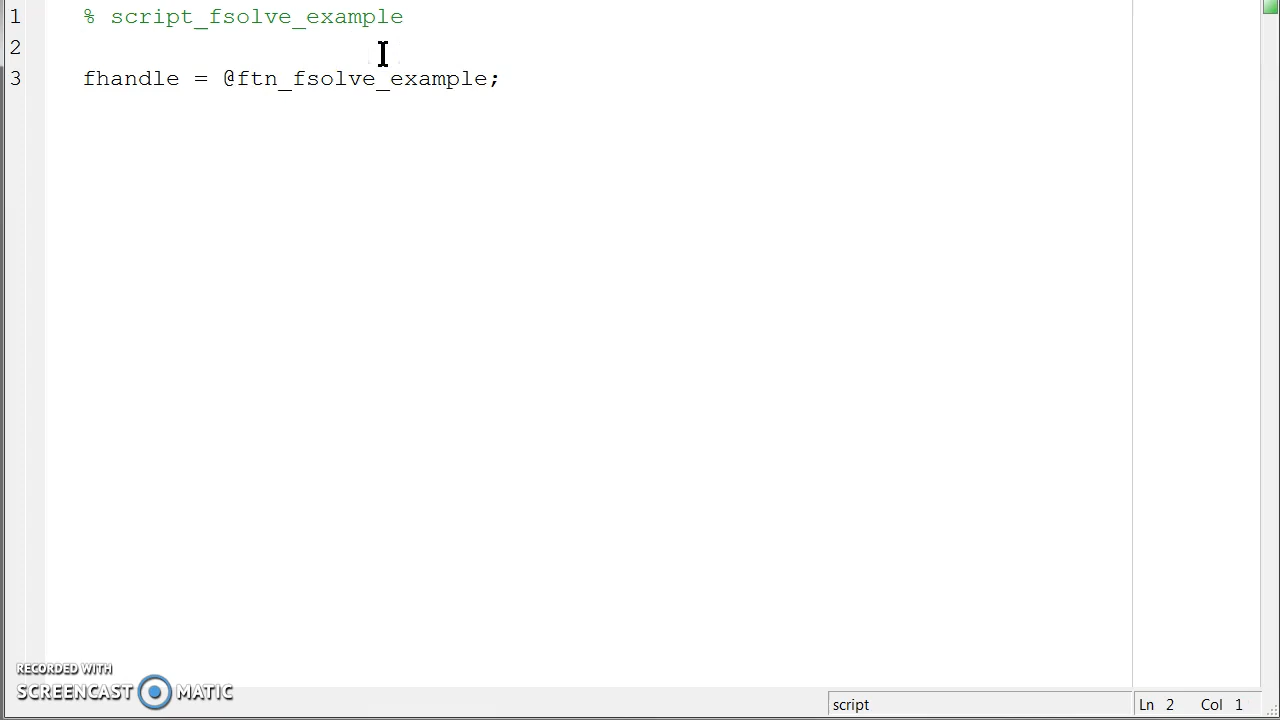 1 % script_fsolve_example
2
3 fhandle = @ftn_fsolve_example;
RECORDED WITH
SCREENCAST MATIC
script Ln 2 Col 1